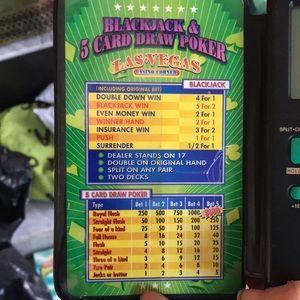 BLACKJACK &
5 CARD DRAW POKER
LAS VEGAS
CASINO CORNER
BLACKJACK
(INCLUDING ORIGINAL BET)
DOUBLE DOWN WIN 4 For 1
BLACKJACK WIN 5 For 2
EVEN MONEY WIN 2 For 1
WINNER HAND 2 For 1
INSURANCE WIN 3 For 2
PUSH 1 For 1
SURRENDER 1/2 For 1
DEALER STANDS ON 17
DOUBLE ON ORIGINAL HAND
SPLIT ON ANY PAIR
TWO DECKS
5 CARD DRAW POKER
Type Bet 1 Bet 2 Bet 3 Bet 4 Bet 5
Royal Flush 250 500 750 1000
Straight Flush 50 100 150 200 250
Four of a kind 25 50 75 125
Full House 8 16 24 32 40
Flush 5 10 15 25
Straight 4 8 12 16 20
Three of a kind 3 6 9 12 15
Two Pair 2 4 6 8 10
Jacks or better 1 2 3 4 5
SPLIT
HOLD